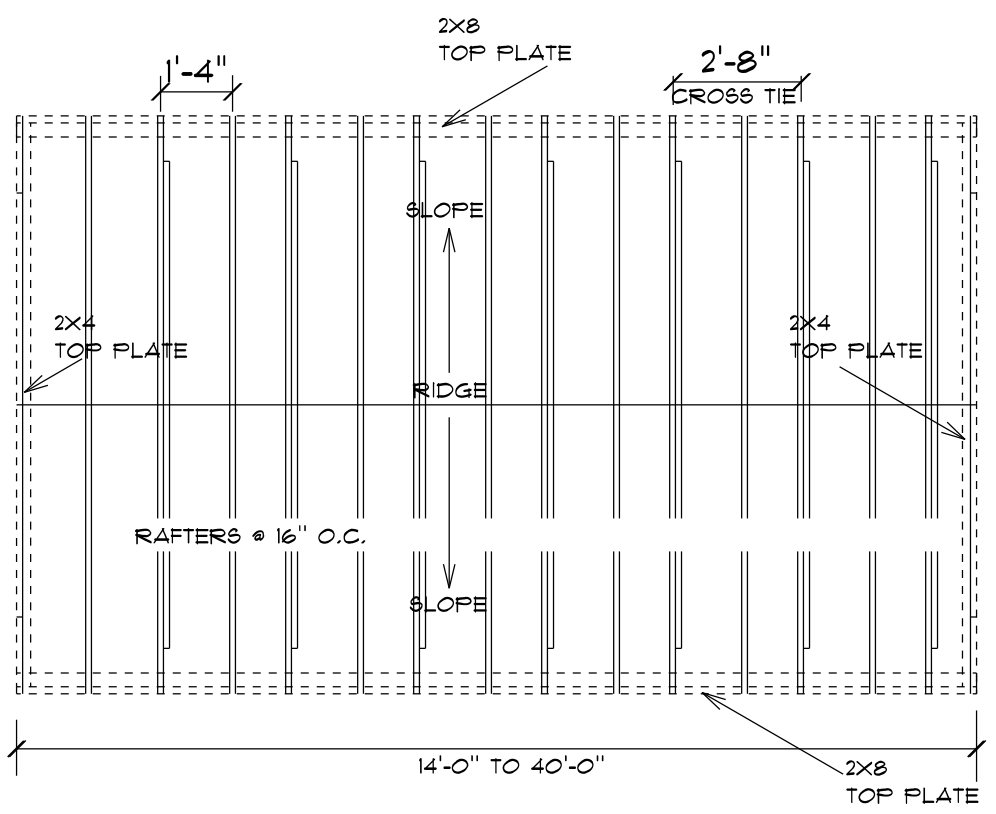 2X8
TOP PLATE
1'-4"
2'-8"
CROSS TIE
SLOPE
2X4
TOP PLATE
2X4
TOP PLATE
RIDGE
RAFTERS @ 16" O.C.
SLOPE
14'-0" TO 40'-0"
2X8
TOP PLATE